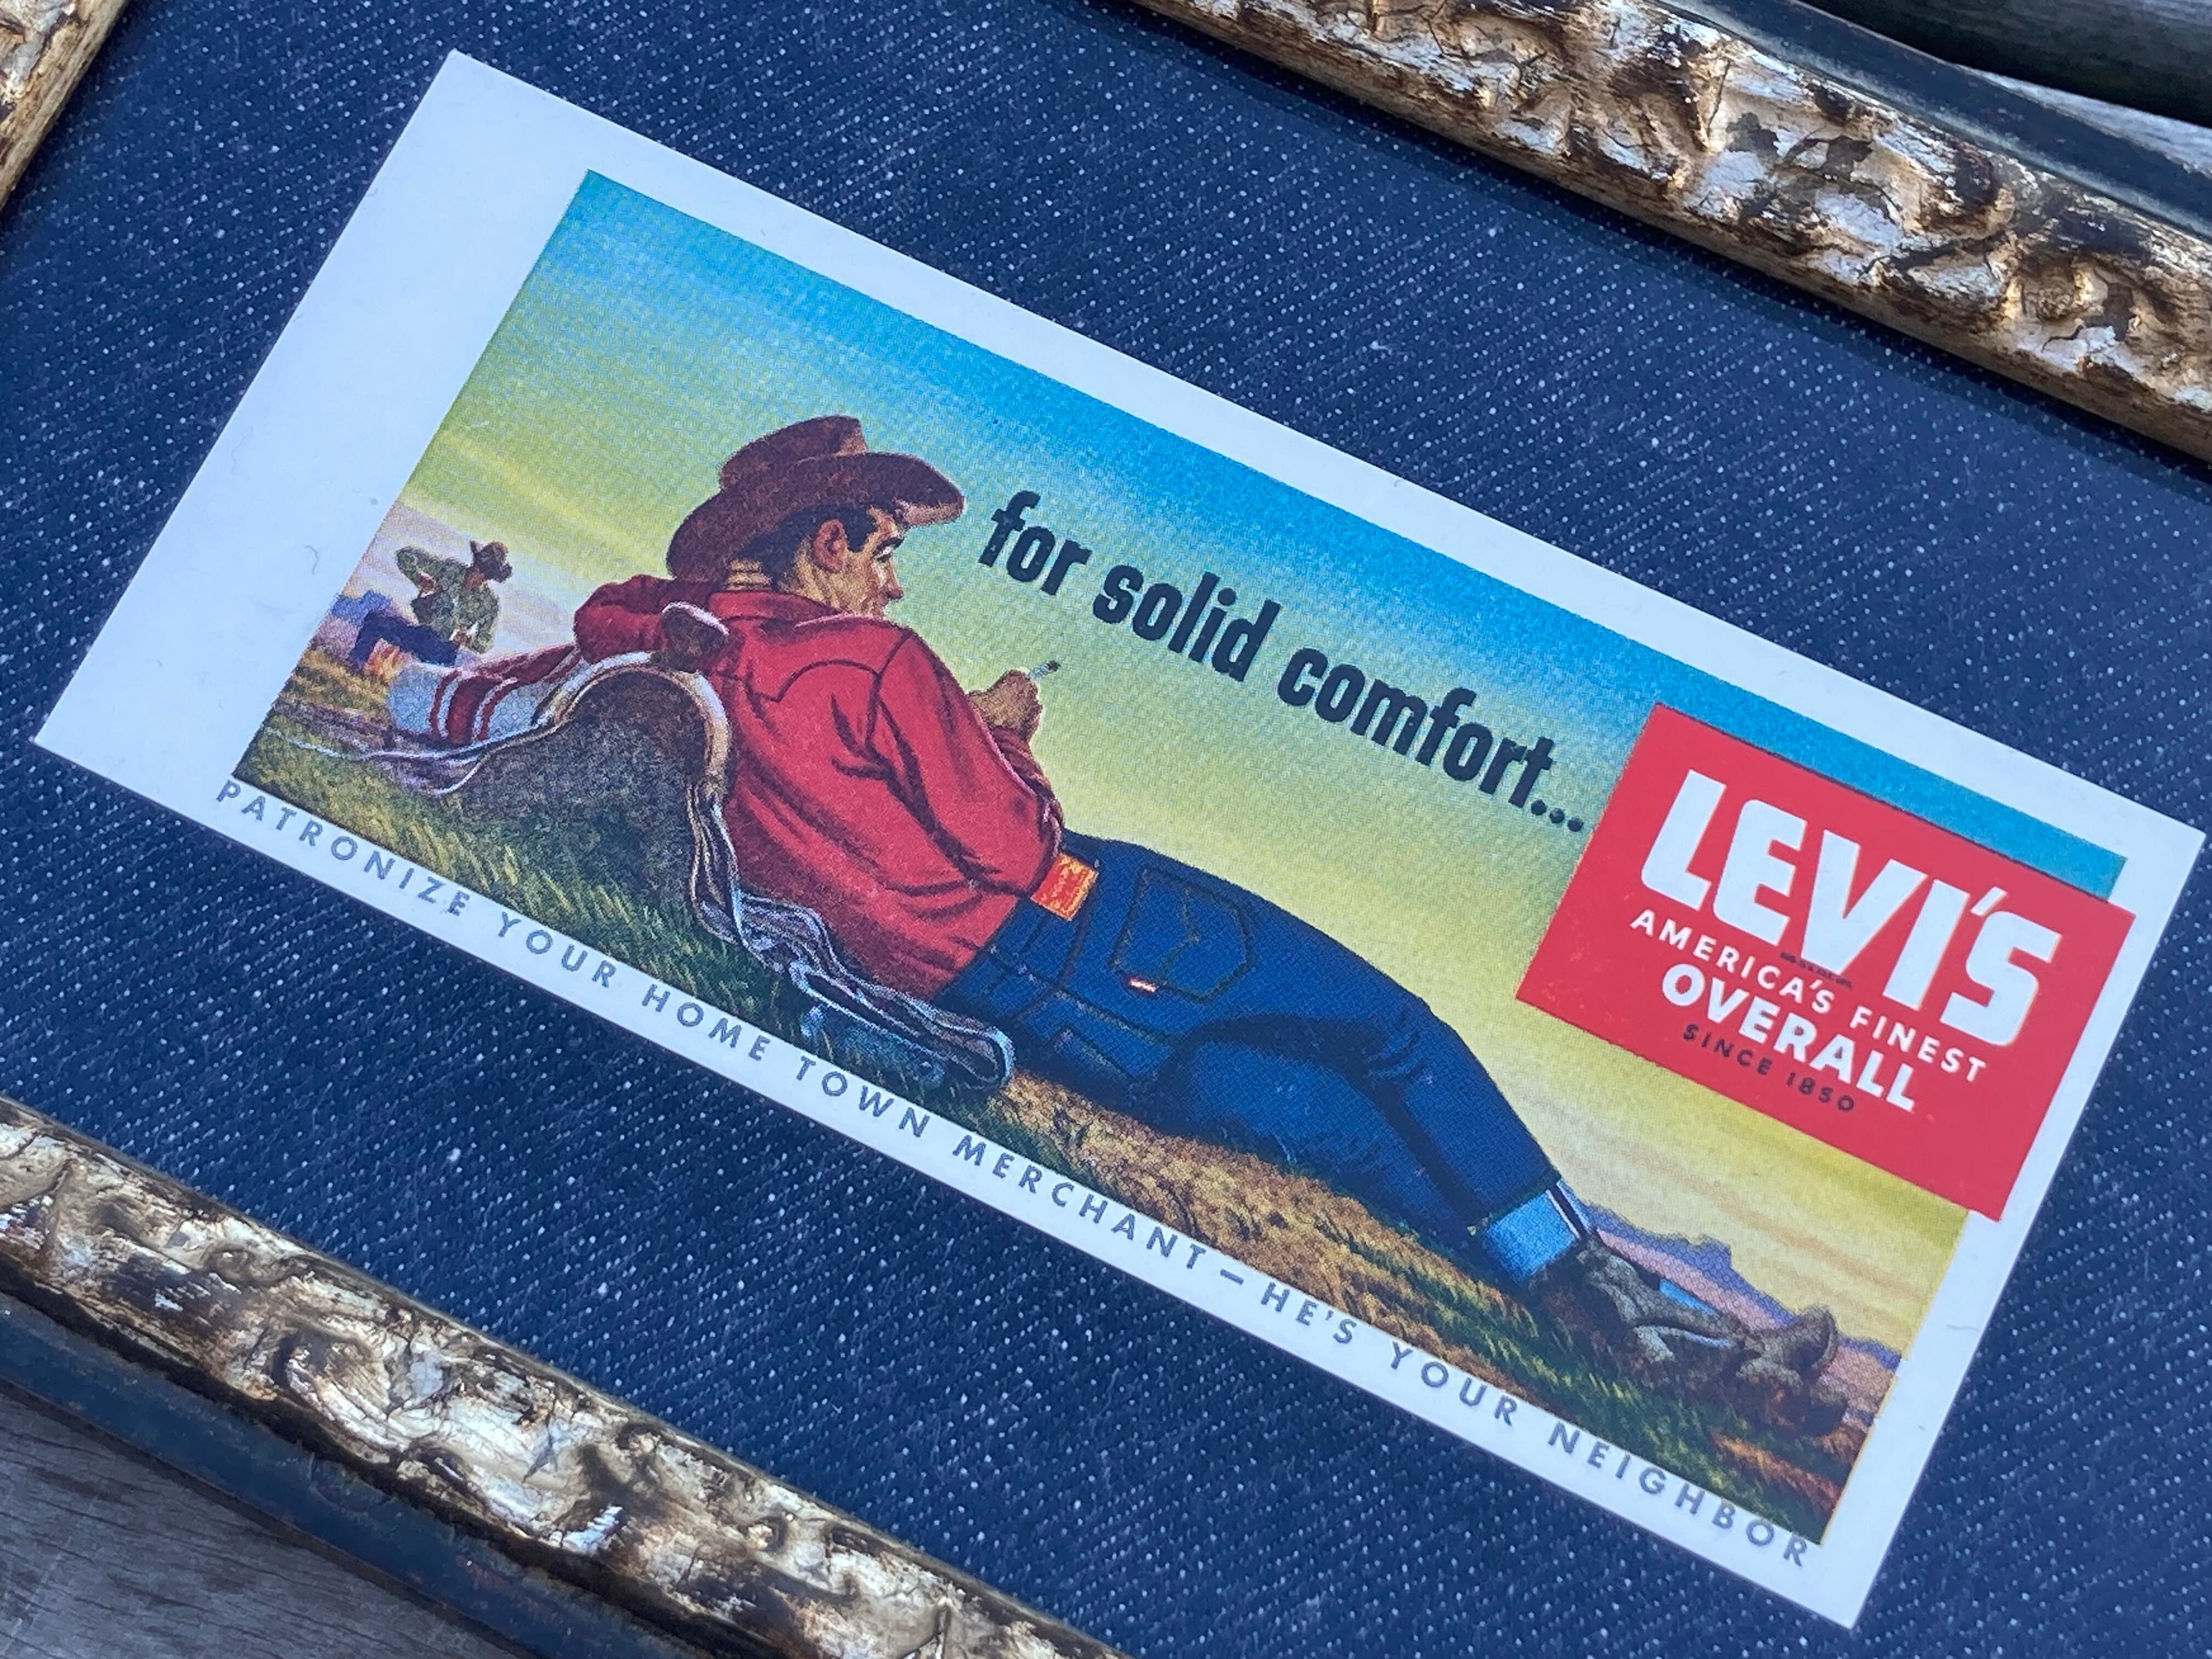 for solid comfort...
LEVI'S
AMERICA'S FINEST
OVERALL
SINCE 1850
PATRONIZE YOUR HOME TOWN MERCHANT—HE'S YOUR NEIGHBOR